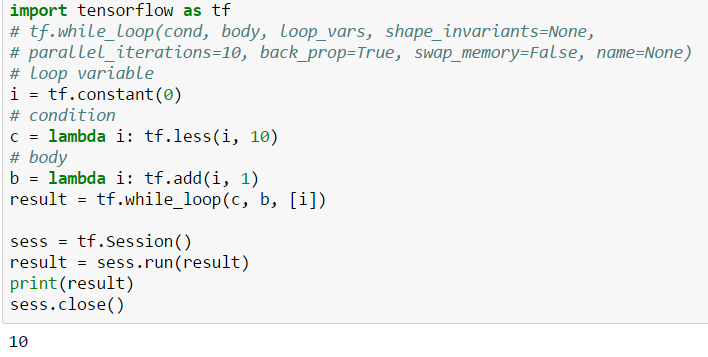 import tensorflow as tf
# tf.while_loop(cond, body, loop_vars, shape_invariants=None,
# parallel_iterations=10, back_prop=True, swap_memory=False, name=None)
# loop variable
i = tf.constant(0)
# condition
c = lambda i: tf.less(i, 10)
# body
b = lambda i: tf.add(i, 1)
result = tf.while_loop(c, b, [i])
sess = tf.Session()
result = sess.run(result)
print(result)
sess.close()
10